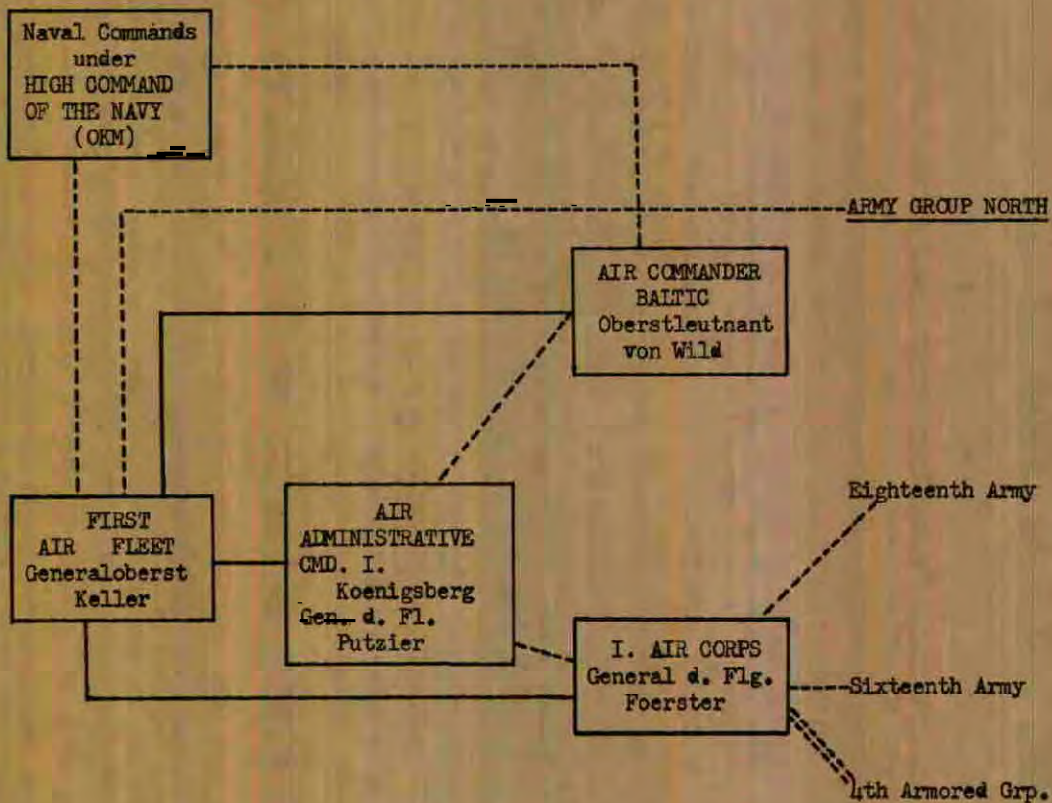 Naval Commands
under
HIGH COMMAND
OF THE NAVY
(OKM)
ARMY GROUP NORTH
AIR COMMANDER
BALTIC
Oberstleutnant
von Wild
FIRST
AIR FLEET
Generaloberst
Keller
AIR
ADMINISTRATIVE
CMD. I.
Koenigsberg
Gen. d. Fl.
Putzier
I. AIR CORPS
General d. Flg.
Foerster
Eighteenth Army
Sixteenth Army
4th Armored Grp.